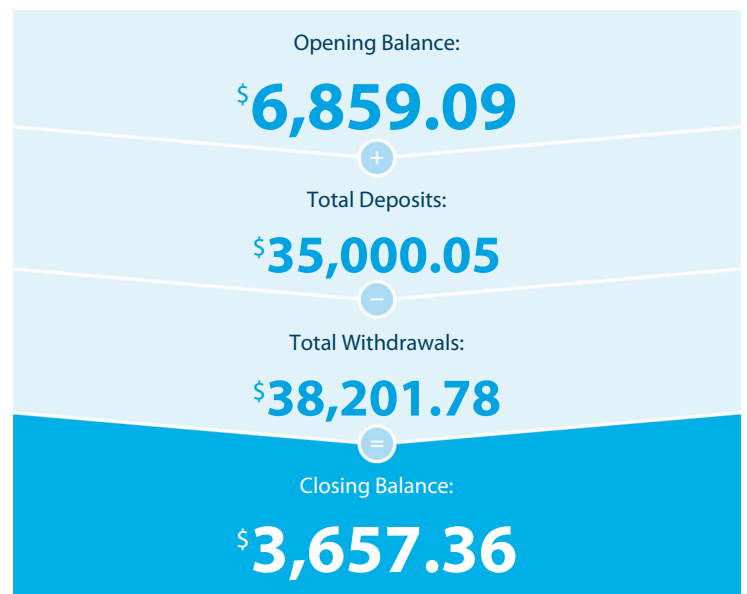 Opening Balance:
$6,859.09
+
Total Deposits:
$35,000.05
−
Total Withdrawals:
$38,201.78
=
Closing Balance:
$3,657.36